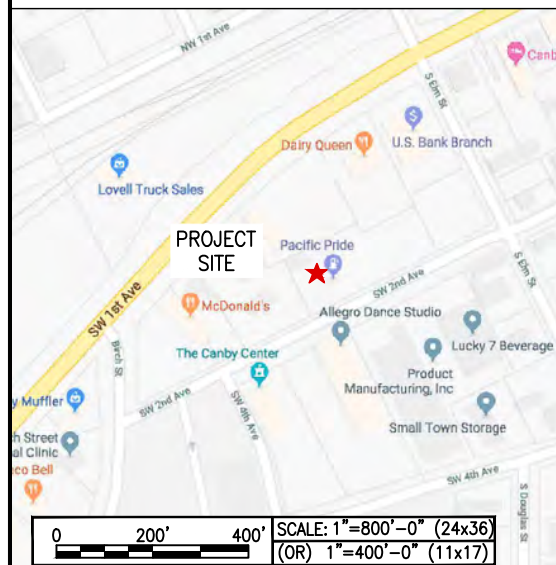 NW 1st Ave
S Elm St
Canb
Dairy Queen
U.S. Bank Branch
Lovell Truck Sales
PROJECT
SITE
Pacific Pride
SW 1st Ave
McDonald's
SW 2nd Ave
S Elm St
Allegro Dance Studio
Lucky 7 Beverage
Birch St
The Canby Center
Product
Manufacturing, Inc
y Muffler
SW 2nd Ave
SW 4th Ave
Small Town Storage
ch Street
al Clinic
aco Bell
SW 4th Ave
S Douglas St
0 200' 400'
SCALE: 1"=800'-0" (24x36)
(OR) 1"=400'-0" (11x17)